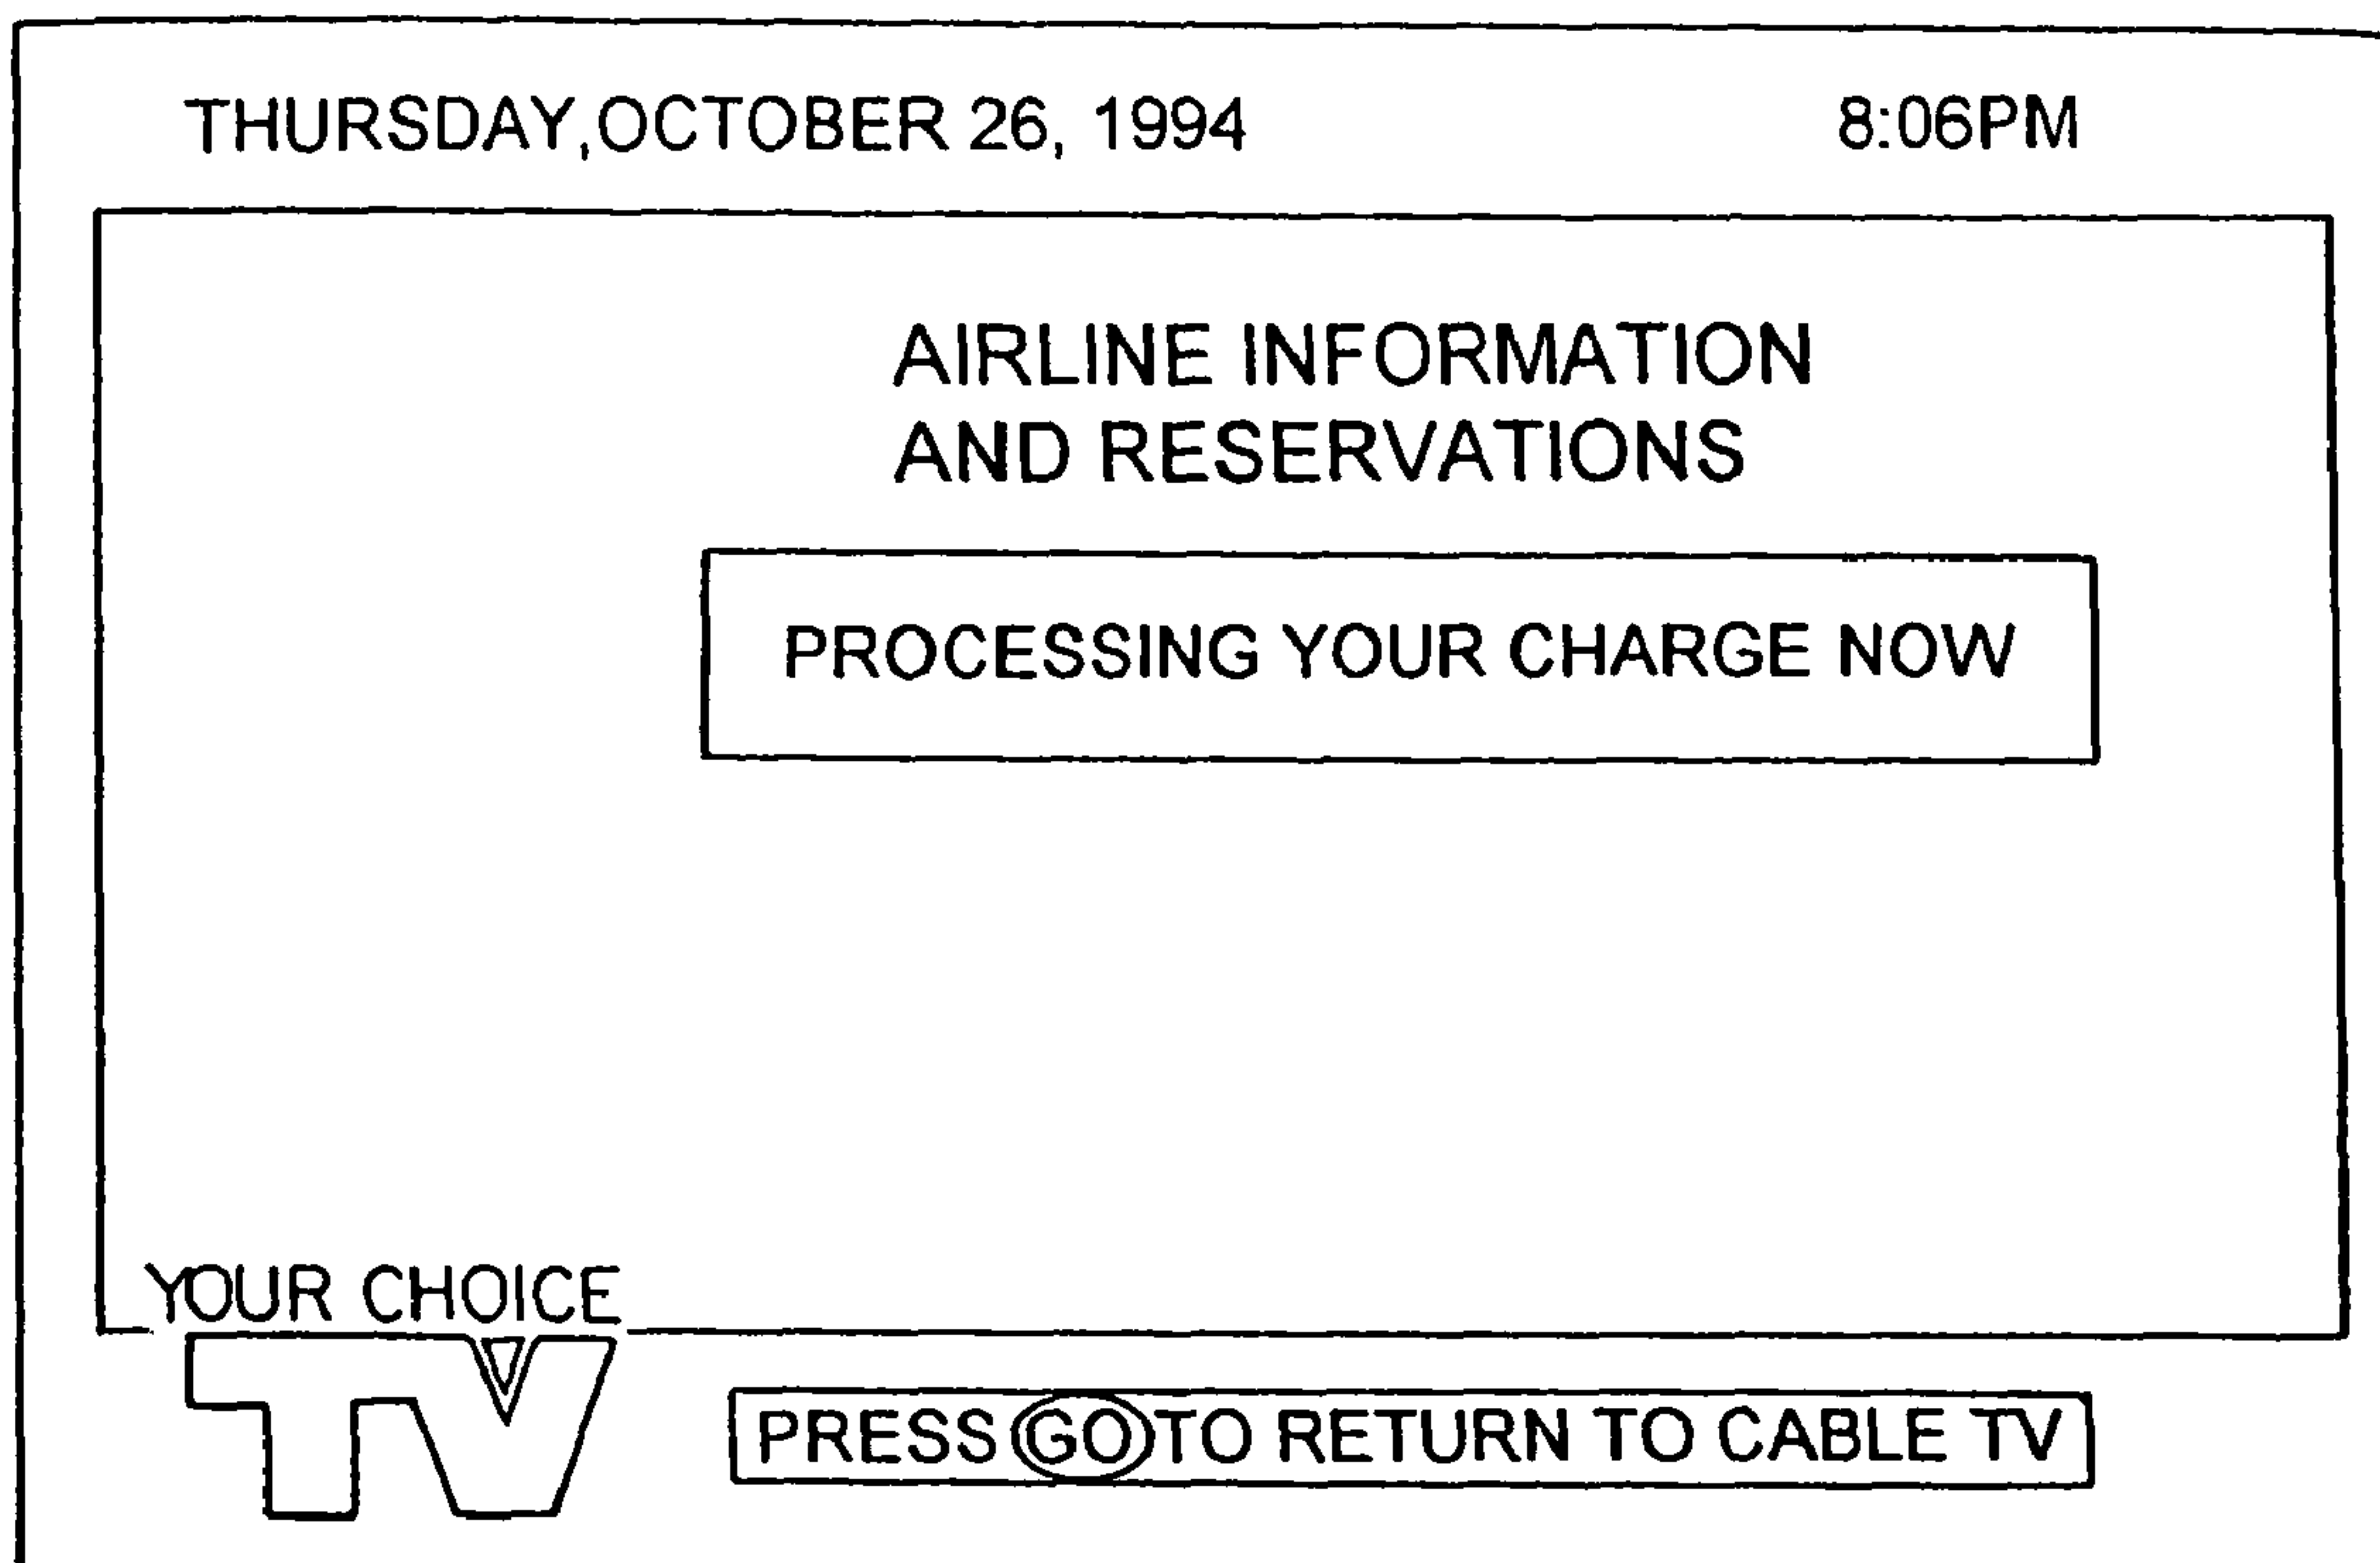 THURSDAY,OCTOBER 26, 1994 8:06PM
AIRLINE INFORMATION
AND RESERVATIONS
PROCESSING YOUR CHARGE NOW
YOUR CHOICE
TV
PRESS GO TO RETURN TO CABLE TV